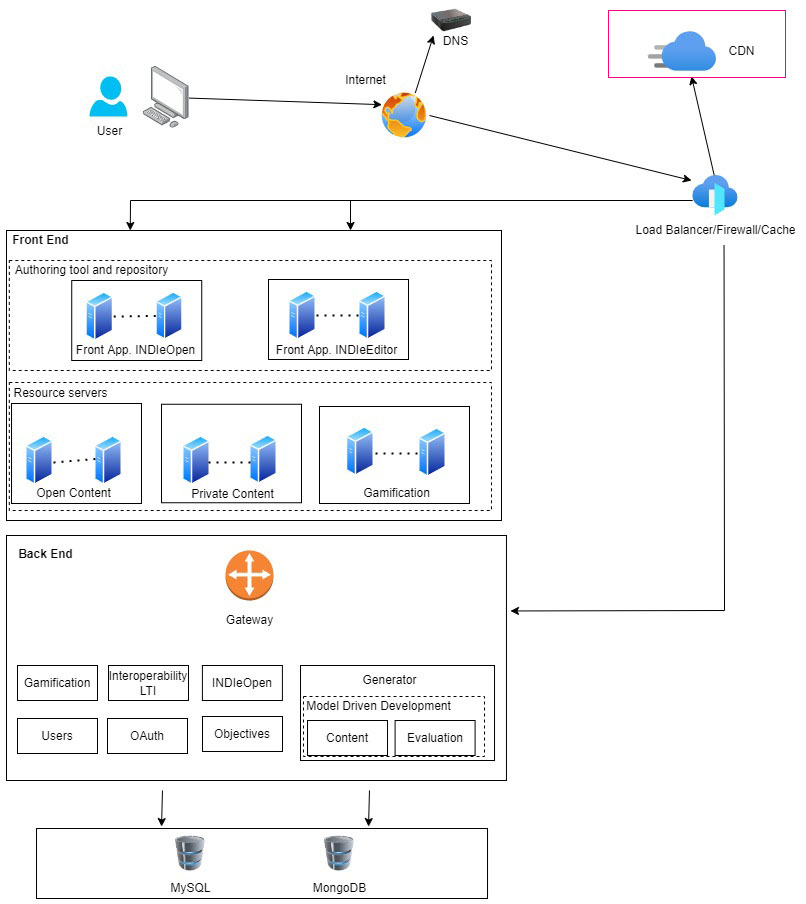 DNS
CDN
Internet
User
Load Balancer/Firewall/Cache
Front End
Authoring tool and repository
Front App. INDIeOpen
Front App. INDIeEditor
Resource servers
Open Content
Private Content
Gamification
Back End
Gateway
Gamification
Interoperability
LTI
INDIeOpen
Generator
Model Driven Development
Users
OAuth
Objectives
Content
Evaluation
MySQL
MongoDB